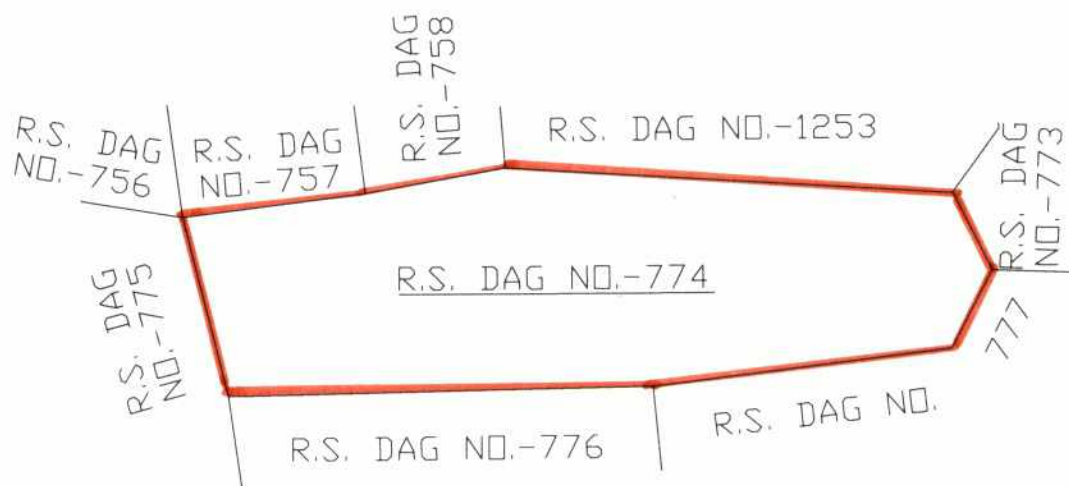 R.S. DAG
NO.-758
R.S. DAG
NO.-756
R.S. DAG
NO.-757
R.S. DAG NO.-1253
R.S. DAG
NO.-773
R.S. DAG NO.-774
R.S. DAG
NO.-775
777
R.S. DAG NO.
R.S. DAG NO.-776